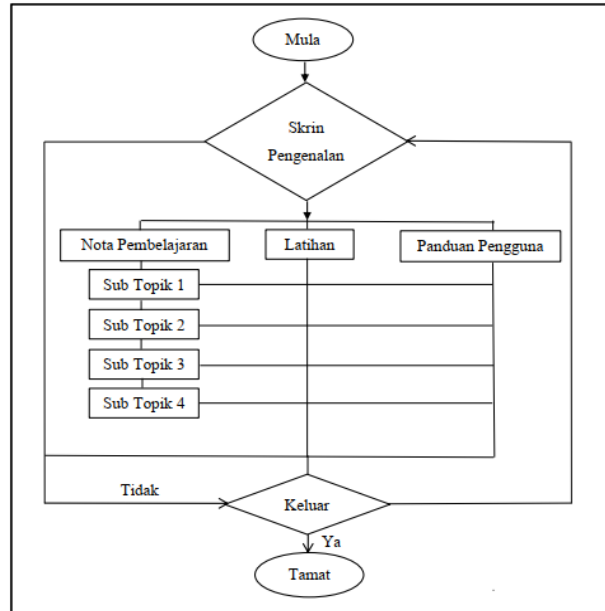 Mula
Skrin
Pengenalan
Nota Pembelajaran
Latihan
Panduan Pengguna
Sub Topik 1
Sub Topik 2
Sub Topik 3
Sub Topik 4
Tidak
Keluar
Ya
Tamat